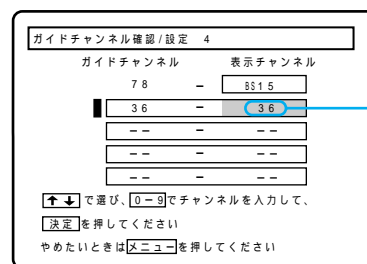 ガイドチャンネル確認/設定 4
ガイドチャンネル 表示チャンネル
78 − BS15
36 − 36
−− − −−
−− − −−
−− − −−
↑↓で選び、0−9でチャンネルを入力して、
決定を押してください
やめたいときはメニューを押してください